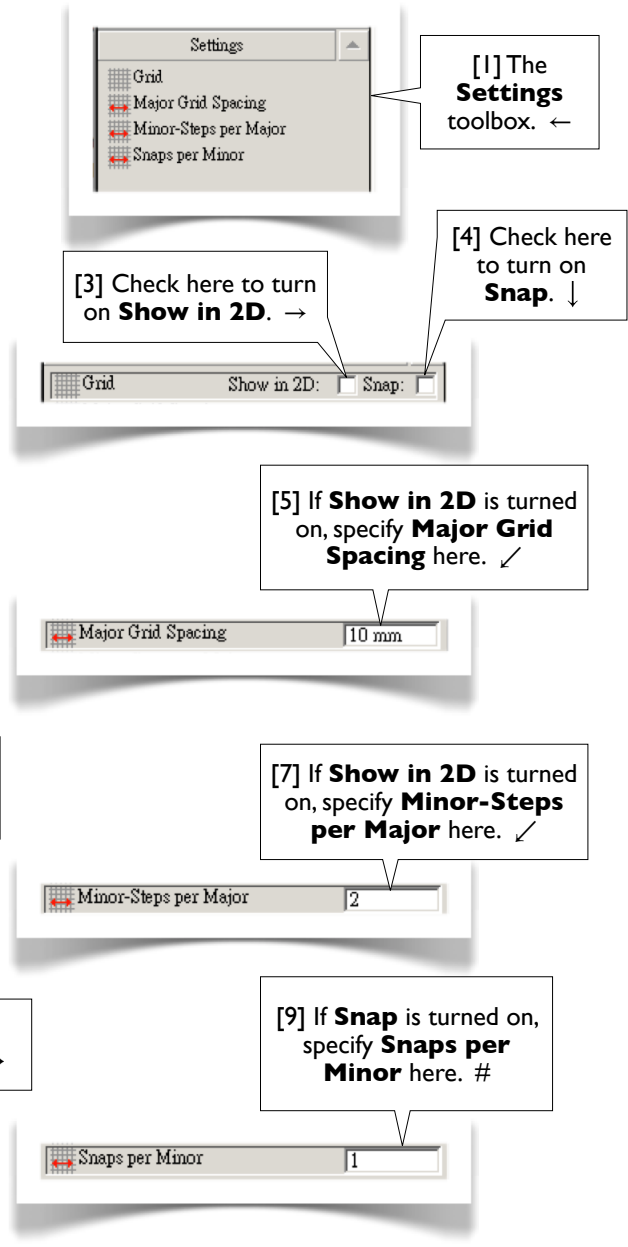 Settings
Grid
Major Grid Spacing
Minor-Steps per Major
Snaps per Minor
[1] The
Settings
toolbox. ←
[4] Check here
to turn on
Snap. ↓
[3] Check here to turn
on Show in 2D. →
Grid Show in 2D: Snap:
[5] If Show in 2D is turned
on, specify Major Grid
Spacing here. ↙
Major Grid Spacing 10 mm
[7] If Show in 2D is turned
on, specify Minor-Steps
per Major here. ↙
Minor-Steps per Major 2
[9] If Snap is turned on,
specify Snaps per
Minor here. #
Snaps per Minor 1